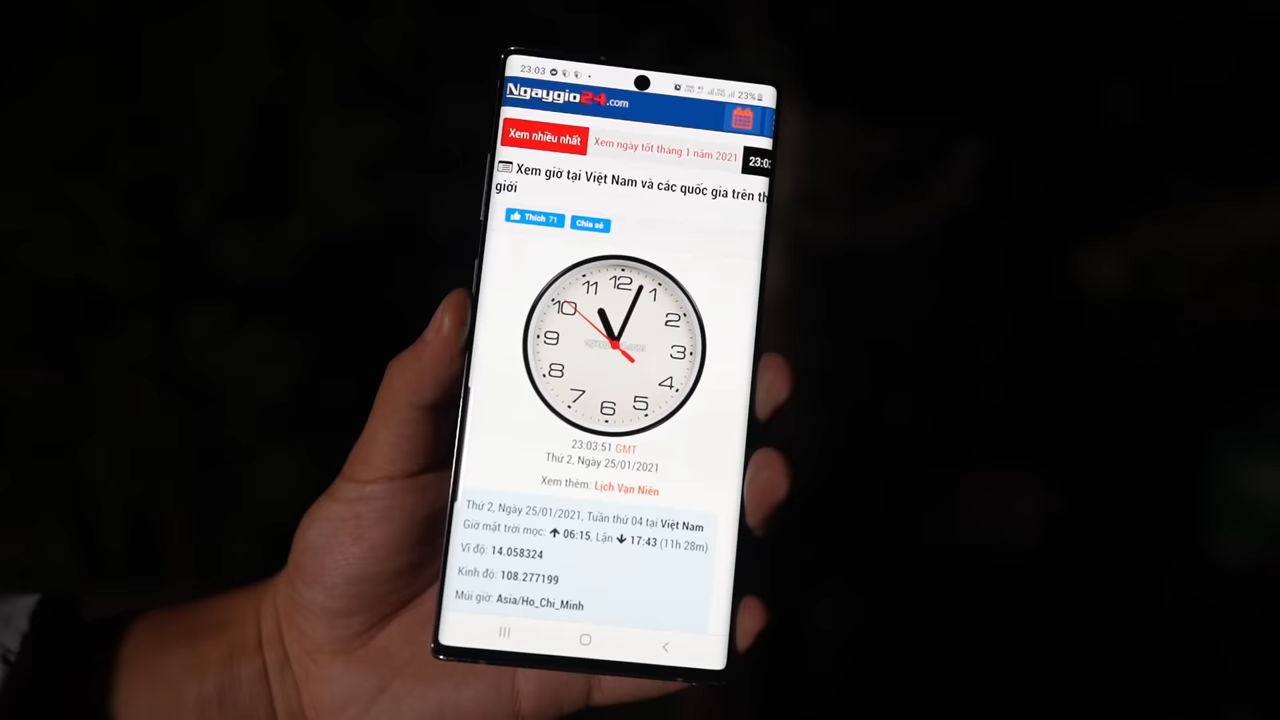 23:03
23%
Ngaygio24.com
Xem nhiều nhất
Xem ngày tốt tháng 1 năm 2021
23:0
Xem giờ tại Việt Nam và các quốc gia trên th
giới
Thích 71
Chia sẻ
12
1
2
3
4
5
6
7
8
9
10
11
23:03:51 GMT
Thứ 2, Ngày 25/01/2021
Xem thêm: Lịch Vạn Niên
Thứ 2, Ngày 25/01/2021, Tuần thứ 04 tại Việt Nam
Giờ mặt trời mọc: ↑ 06:15, Lặn ↓ 17:43 (11h 28m)
Vĩ độ: 14.058324
Kinh độ: 108.277199
Múi giờ: Asia/Ho_Chi_Minh